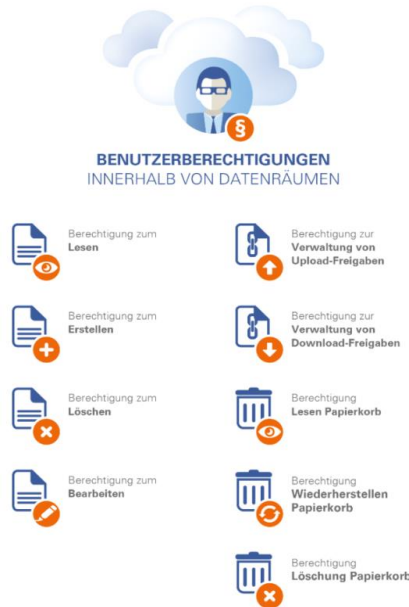 §
BENUTZERBERECHTIGUNGEN
INNERHALB VON DATENRÄUMEN
Berechtigung zum
Lesen
Berechtigung zum
Erstellen
Berechtigung zum
Löschen
Berechtigung zum
Bearbeiten
Berechtigung zur
Verwaltung von
Upload-Freigaben
Berechtigung zur
Verwaltung von
Download-Freigaben
Berechtigung
Lesen Papierkorb
Berechtigung
Wiederherstellen
Papierkorb
Berechtigung
Löschung Papierkorb